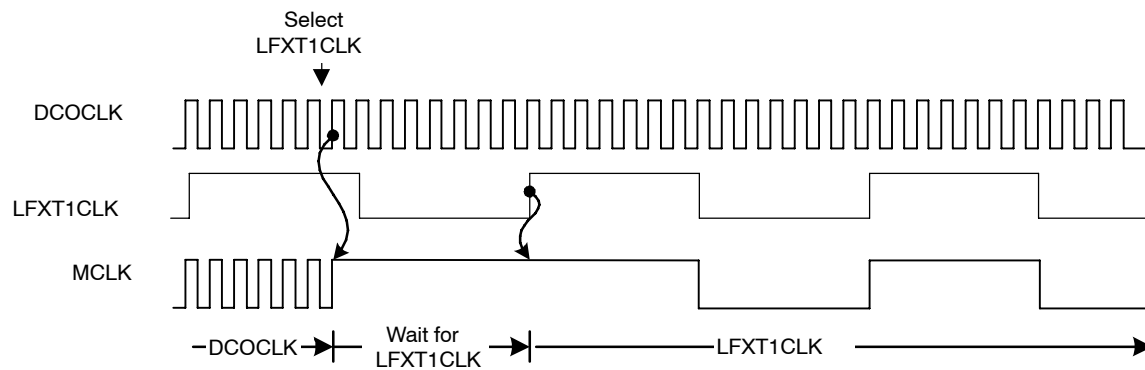 Select
LFXT1CLK
DCOCLK
LFXT1CLK
MCLK
DCOCLK
Wait for
LFXT1CLK
LFXT1CLK